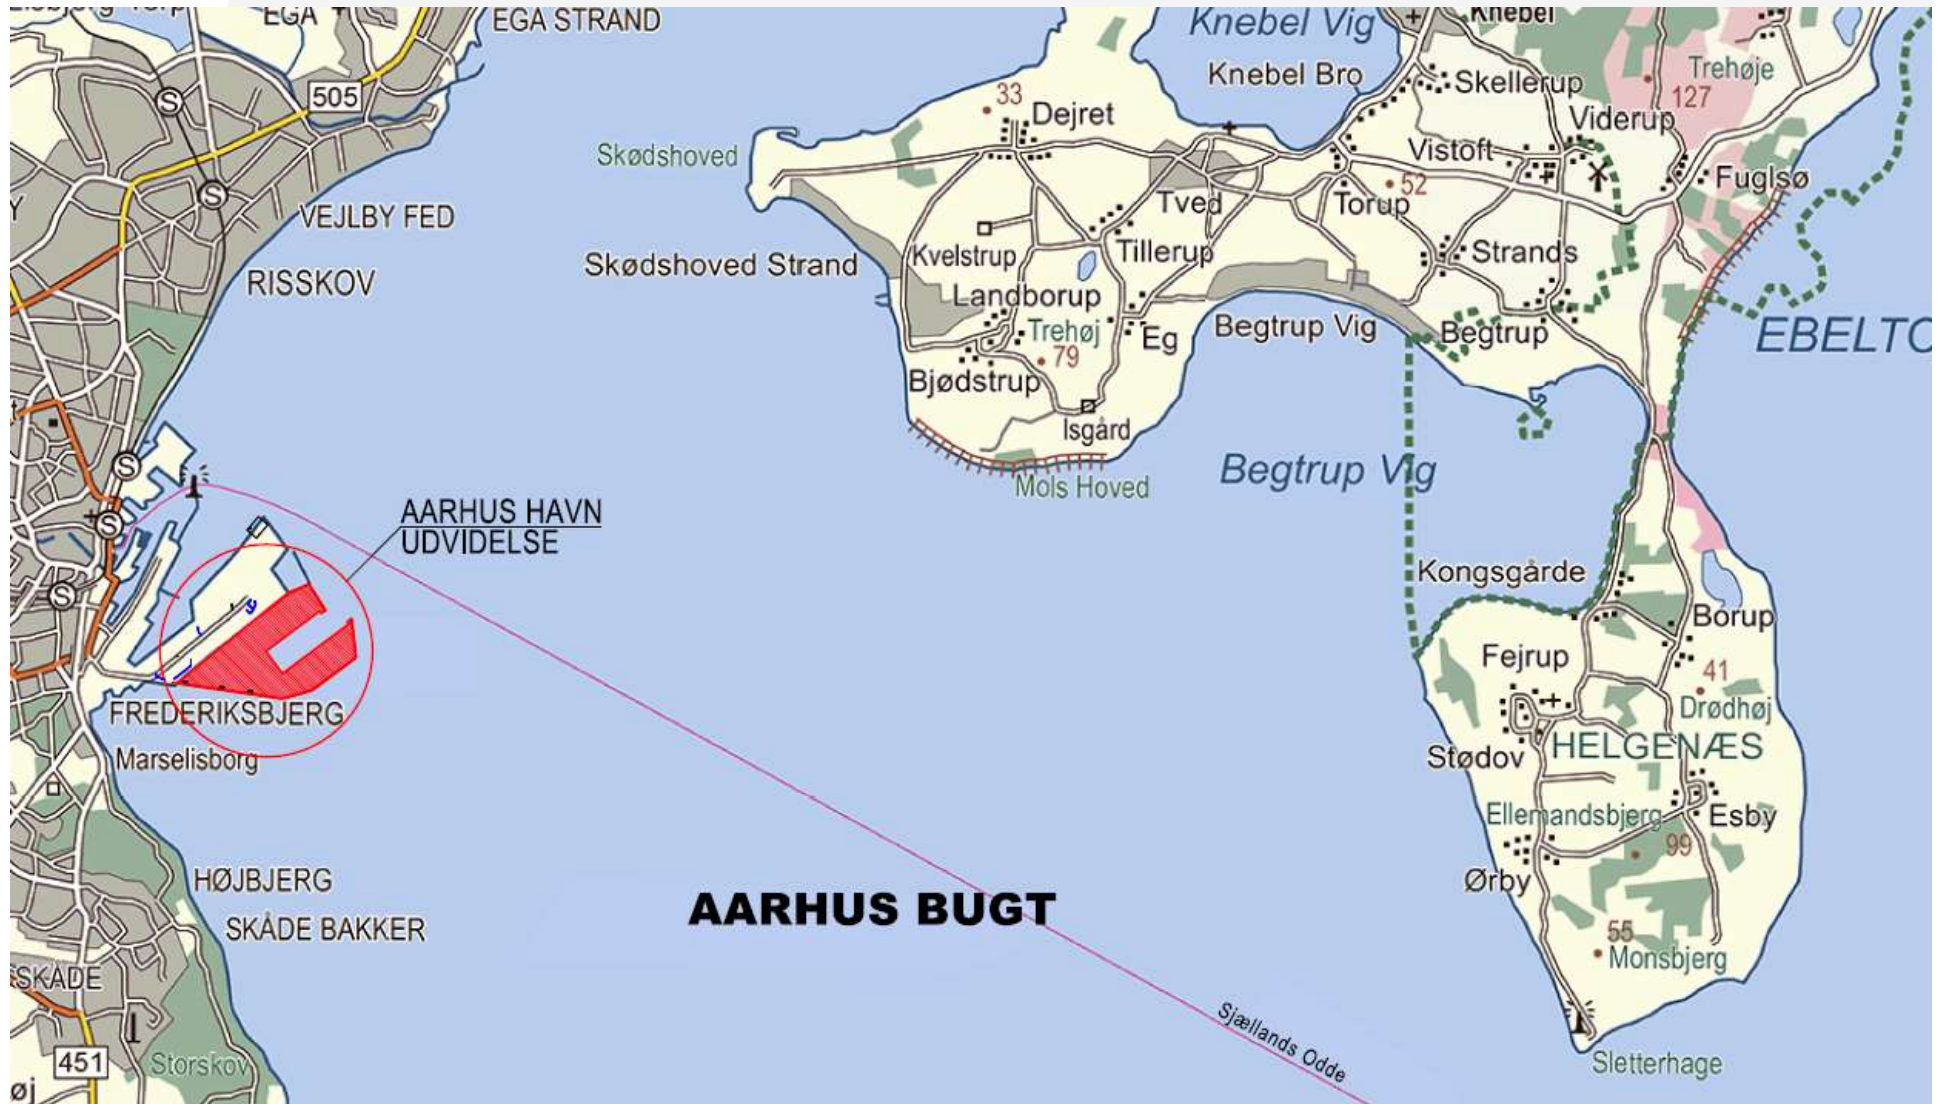 EGA
EGA STRAND
Knebel Vig
Knebel
505
Knebel Bro
Skellerup
Trehøje
127
33
Dejret
Viderup
Skødshoved
Vistoft
52
Fuglsø
VEJLBY FED
Tved
Torup
Kvelstrup
Tillerup
Strands
Skødshoved Strand
RISSKOV
Landborup
Trehøj
Eg
Begtrup Vig
Begtrup
EBELTO
79
Bjødstrup
Isgård
Mols Hoved
Begtrup Vig
AARHUS HAVN
UDVIDELSE
Kongsgårde
Borup
Fejrup
41
Drødhøj
FREDERIKSBJERG
Marselisborg
Stødov
HELGENÆS
Ellemandsbjerg
Esby
99
HØJBJERG
Ørby
AARHUS BUGT
SKÅDE BAKKER
55
Monsbjerg
SKÅDE
Sjællands Odde
451
Storskov
Sletterhage
øj
S
S
S
S
S